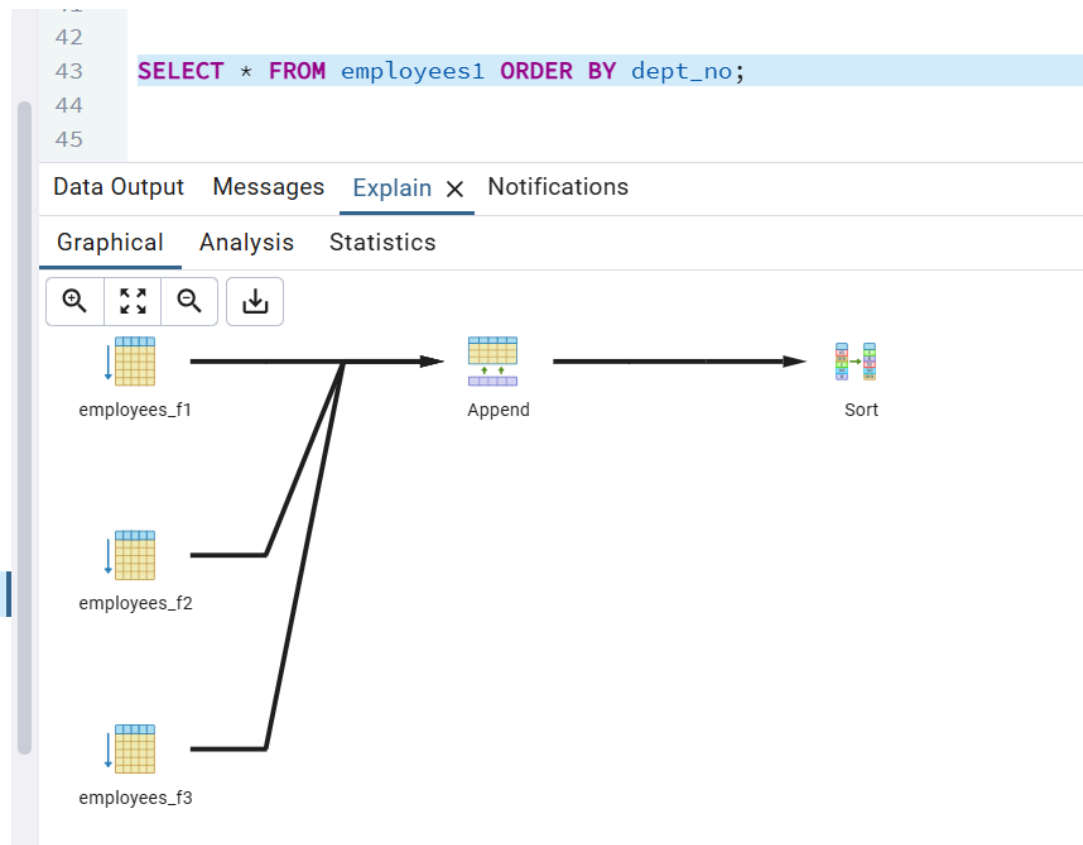 42
43 SELECT * FROM employees1 ORDER BY dept_no;
44
45
Data Output Messages Explain Notifications
Graphical Analysis Statistics
employees_f1 Append Sort
employees_f2
employees_f3